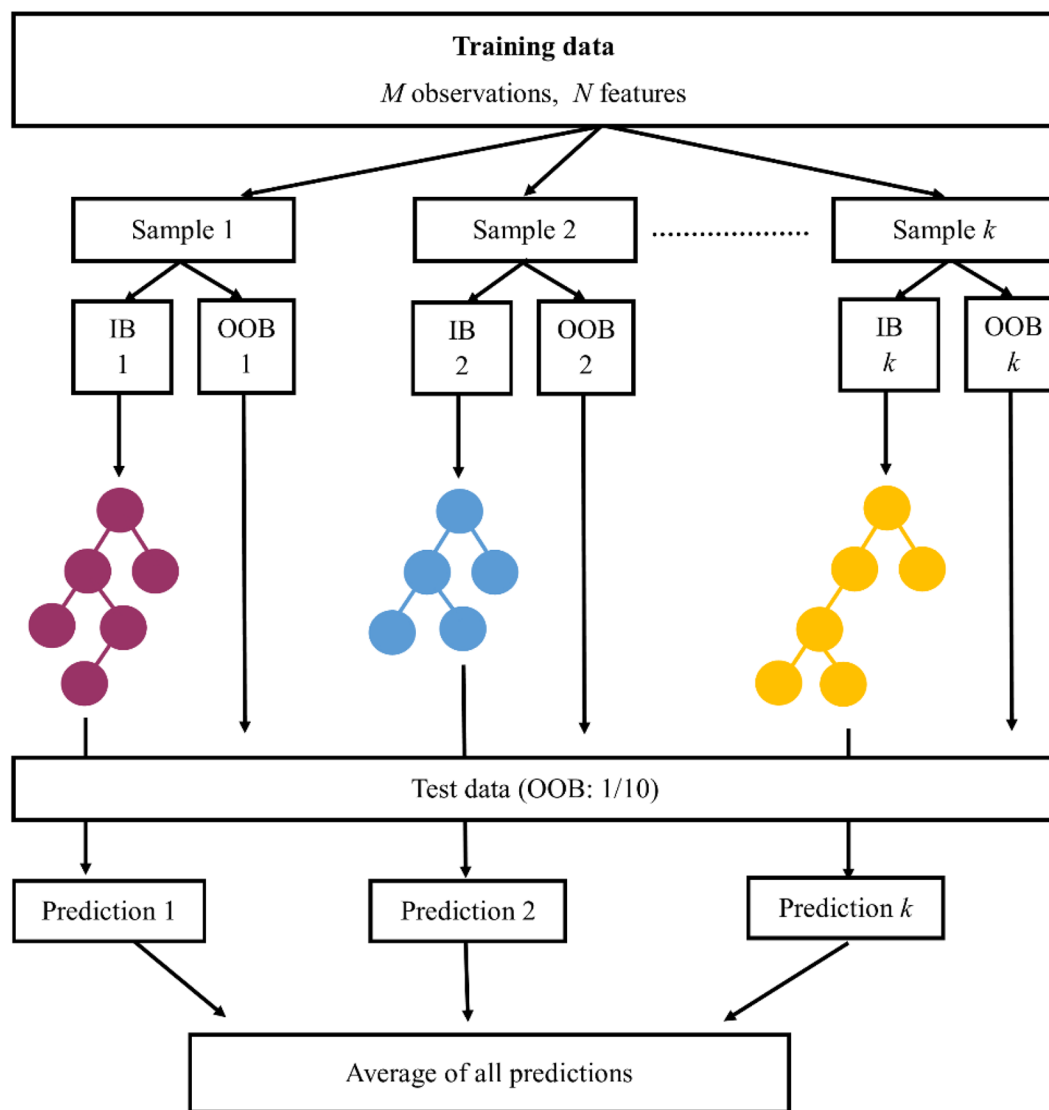 Training data
M observations, N features
Sample 1
Sample 2
Sample k
IB
1
OOB
1
IB
2
OOB
2
IB
k
OOB
k
Test data (OOB: 1/10)
Prediction 1
Prediction 2
Prediction k
Average of all predictions